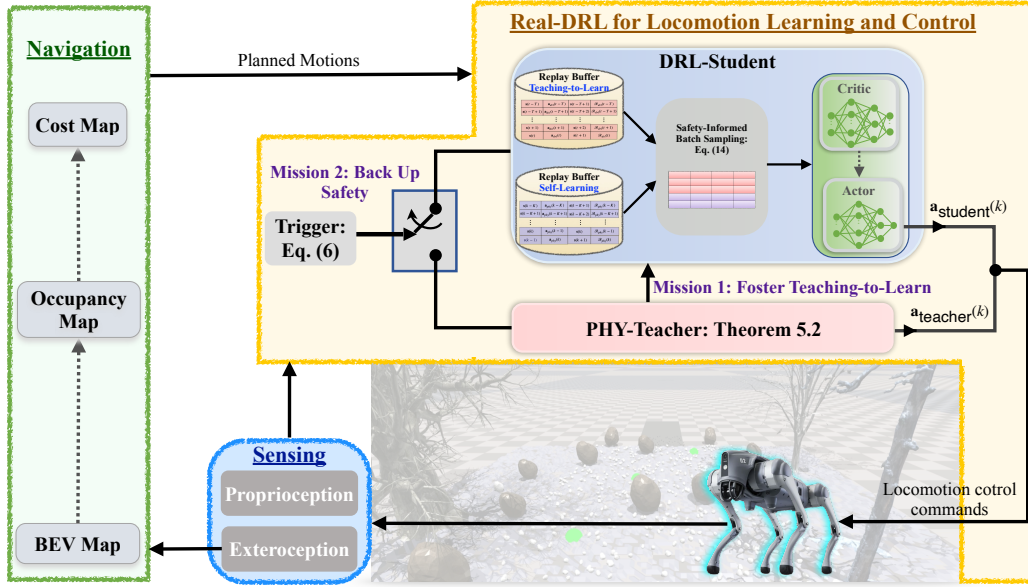 Navigation
Cost Map
Occupancy
Map
BEV Map
Planned Motions
Real-DRL for Locomotion Learning and Control
DRL-Student
Replay Buffer
Teaching-to-Learn
Replay Buffer
Self-Learning
Safety-Informed
Batch Sampling:
Eq. (14)
Critic
Actor
Mission 2: Back Up
Safety
Trigger:
Eq. (6)
a_student(k)
Mission 1: Foster Teaching-to-Learn
PHY-Teacher: Theorem 5.2
a_teacher(k)
Sensing
Proprioception
Exteroception
Locomotion cotrol
commands